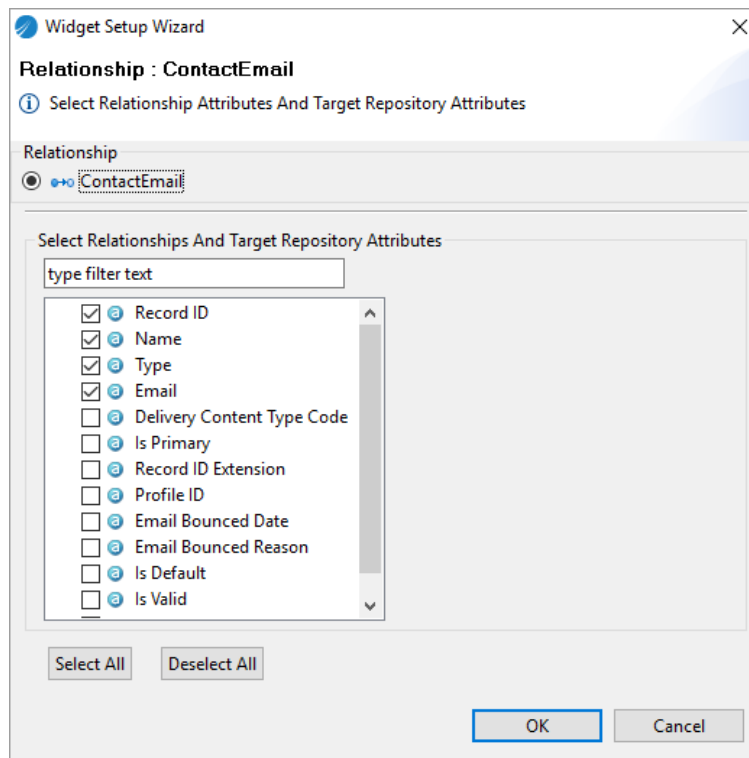 Widget Setup Wizard
Relationship : ContactEmail
Select Relationship Attributes And Target Repository Attributes
Relationship
ContactEmail
Select Relationships And Target Repository Attributes
type filter text
Record ID
Name
Type
Email
Delivery Content Type Code
Is Primary
Record ID Extension
Profile ID
Email Bounced Date
Email Bounced Reason
Is Default
Is Valid
Select All Deselect All
OK Cancel